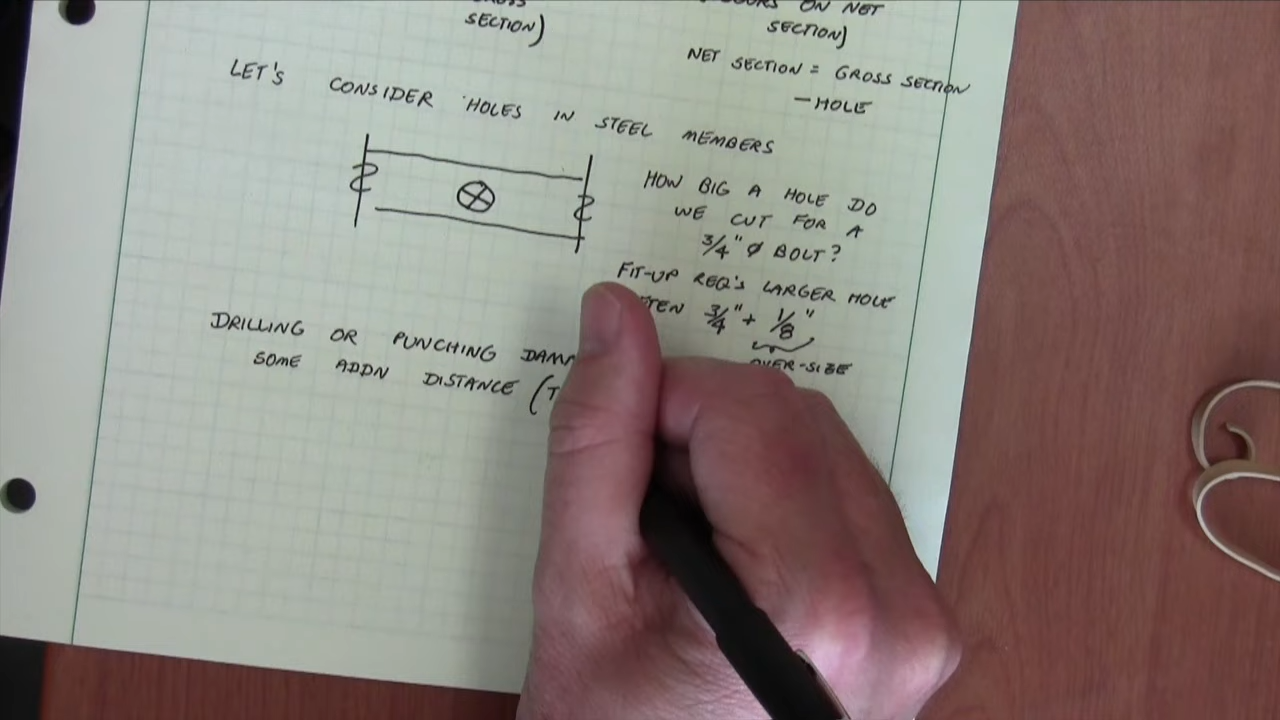 SECTION)
ON NET
SECTION)
NET SECTION = GROSS SECTION
- HOLE
LET'S CONSIDER HOLES IN STEEL MEMBERS
HOW BIG A HOLE DO
WE CUT FOR A
3/4" Ø BOLT?
FIT-UP REQ'S LARGER HOLE
3/4" + 1/8"
OVER-SIZE
DRILLING OR PUNCHING
SOME ADDN DISTANCE (